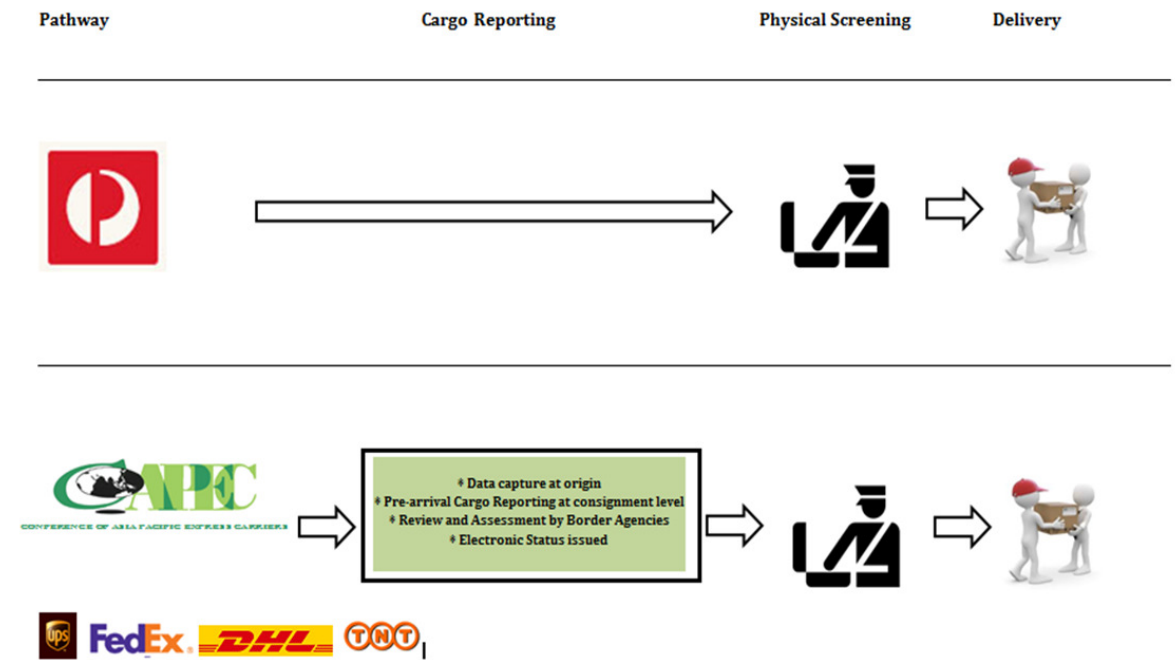 Pathway Cargo Reporting Physical Screening Delivery
CAPEC
CONFERENCE OF ASIA PACIFIC EXPRESS CARRIERS
* Data capture at origin
* Pre-arrival Cargo Reporting at consignment level
* Review and Assessment by Border Agencies
* Electronic Status issued
ups FedEx. DHL TNT